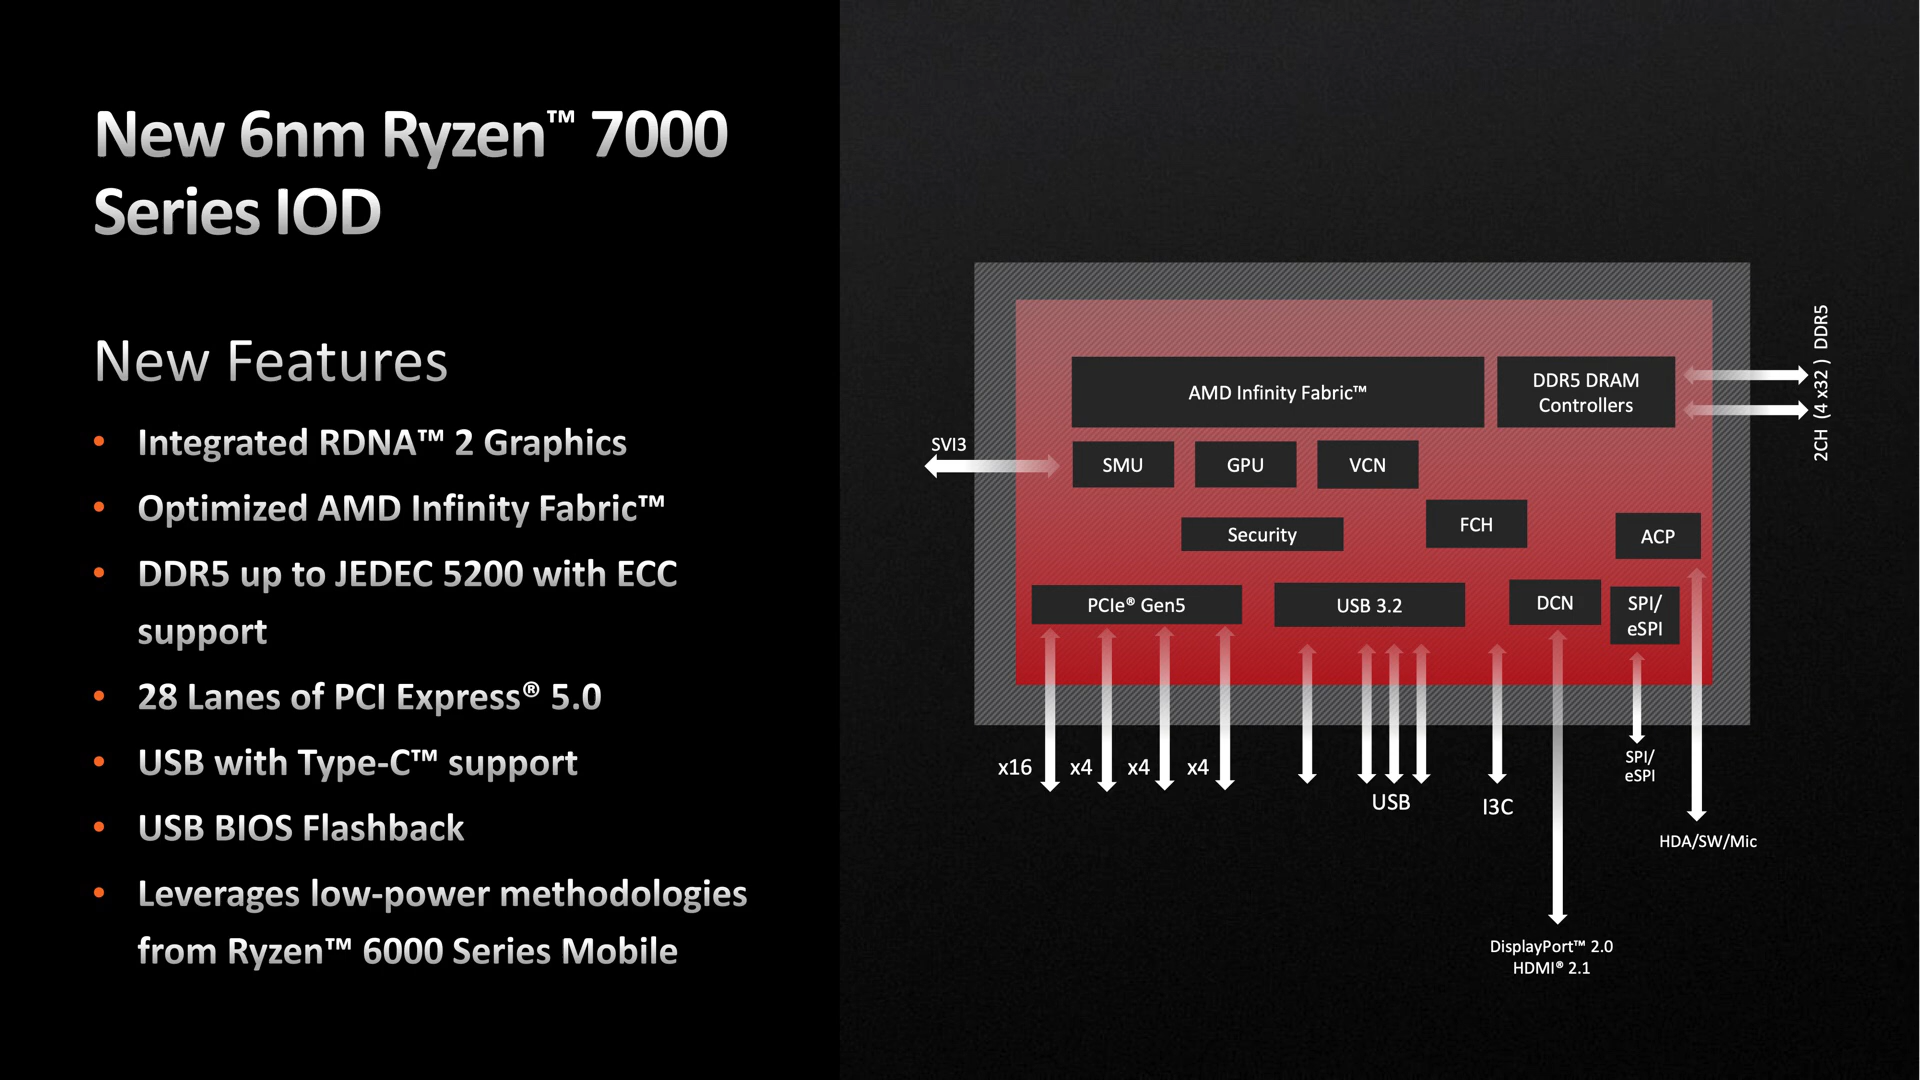 New 6nm Ryzen™ 7000
Series IOD
New Features
• Integrated RDNA™ 2 Graphics
• Optimized AMD Infinity Fabric™
• DDR5 up to JEDEC 5200 with ECC
support
• 28 Lanes of PCI Express® 5.0
• USB with Type-C™ support
• USB BIOS Flashback
• Leverages low-power methodologies
from Ryzen™ 6000 Series Mobile
AMD Infinity Fabric™
DDR5 DRAM
Controllers
2CH (4 x32 ) DDR5
SVI3
SMU
GPU
VCN
Security
FCH
ACP
PCIe® Gen5
USB 3.2
DCN
SPI/
eSPI
x16
x4
x4
x4
USB
I3C
SPI/
eSPI
HDA/SW/Mic
DisplayPort™ 2.0
HDMI® 2.1